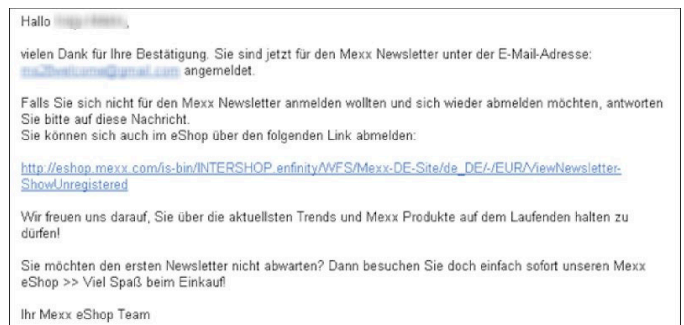 Hallo ,
vielen Dank für Ihre Bestätigung. Sie sind jetzt für den Mexx Newsletter unter der E-Mail-Adresse:
angemeldet.
Falls Sie sich nicht für den Mexx Newsletter anmelden wollten und sich wieder abmelden möchten, antworten
Sie bitte auf diese Nachricht.
Sie können sich auch im eShop über den folgenden Link abmelden:
http://eshop.mexx.com/is-bin/INTERSHOP.enfinity/WFS/Mexx-DE-Site/de_DE/-/EUR/ViewNewsletter-
ShowUnregistered
Wir freuen uns darauf, Sie über die aktuellsten Trends und Mexx Produkte auf dem Laufenden halten zu
dürfen!
Sie möchten den ersten Newsletter nicht abwarten? Dann besuchen Sie doch einfach sofort unseren Mexx
eShop >> Viel Spaß beim Einkauf!
Ihr Mexx eShop Team